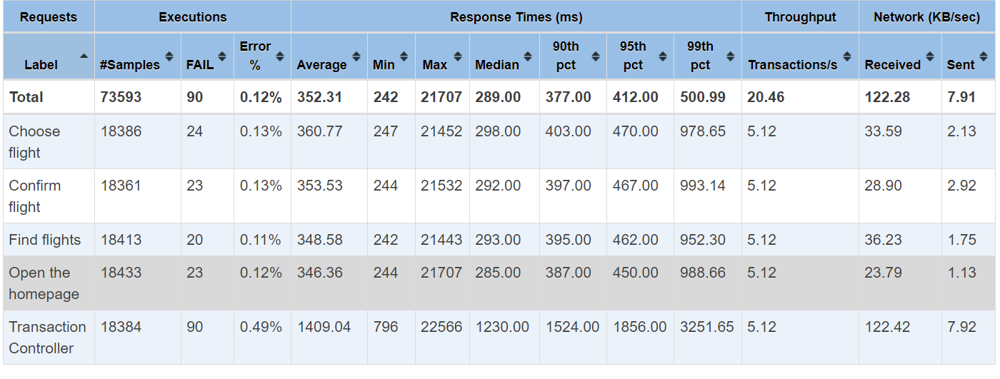 Requests Executions Response Times (ms) Throughput Network (KB/sec)
Label #Samples FAIL Error % Average Min Max Median 90th pct 95th pct 99th pct Transactions/s Received Sent
Total 73593 90 0.12% 352.31 242 21707 289.00 377.00 412.00 500.99 20.46 122.28 7.91
Choose flight 18386 24 0.13% 360.77 247 21452 298.00 403.00 470.00 978.65 5.12 33.59 2.13
Confirm flight 18361 23 0.13% 353.53 244 21532 292.00 397.00 467.00 993.14 5.12 28.90 2.92
Find flights 18413 20 0.11% 348.58 242 21443 293.00 395.00 462.00 952.30 5.12 36.23 1.75
Open the homepage 18433 23 0.12% 346.36 244 21707 285.00 387.00 450.00 988.66 5.12 23.79 1.13
Transaction Controller 18384 90 0.49% 1409.04 796 22566 1230.00 1524.00 1856.00 3251.65 5.12 122.42 7.92